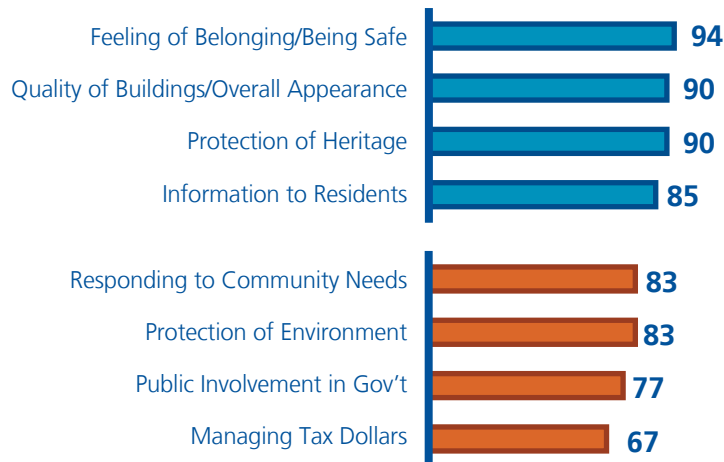 Feeling of Belonging/Being Safe 94
Quality of Buildings/Overall Appearance 90
Protection of Heritage 90
Information to Residents 85
Responding to Community Needs 83
Protection of Environment 83
Public Involvement in Gov't 77
Managing Tax Dollars 67